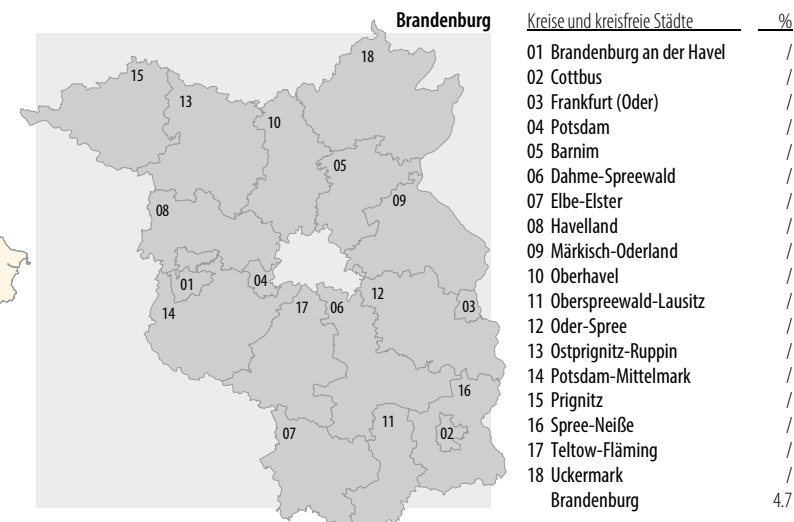 Brandenburg
18
15
13
10
05
09
08
01
04
12
14
17
06
03
16
11
07
02
Kreise und kreisfreie Städte %
01 Brandenburg an der Havel /
02 Cottbus /
03 Frankfurt (Oder) /
04 Potsdam /
05 Barnim /
06 Dahme-Spreewald /
07 Elbe-Elster /
08 Havelland /
09 Märkisch-Oderland /
10 Oberhavel /
11 Oberspreewald-Lausitz /
12 Oder-Spree /
13 Ostprignitz-Ruppin /
14 Potsdam-Mittelmark /
15 Prignitz /
16 Spree-Neiße /
17 Teltow-Fläming /
18 Uckermark /
Brandenburg 4.7